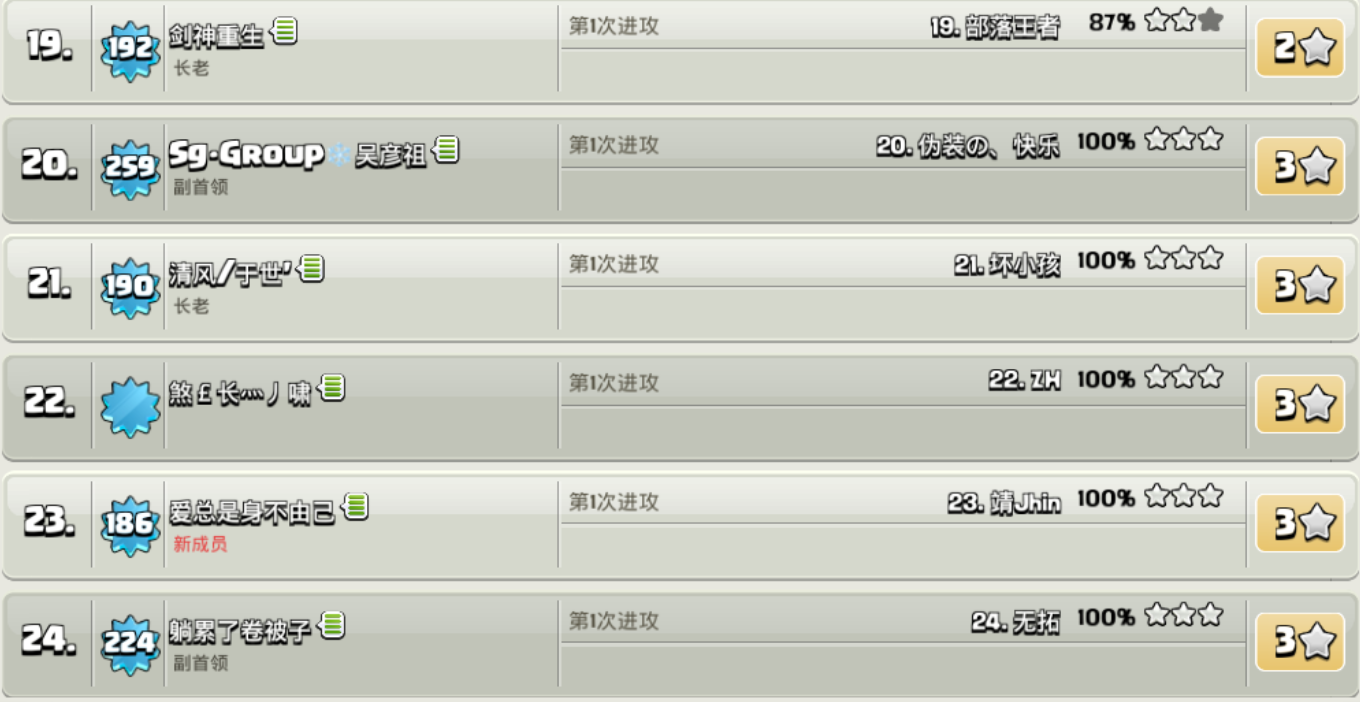 19. 192 剑神重生 第1次进攻 19. 部落王者 87% 2
长老
20. 259 Sg-Group 吴彦祖 第1次进攻 20. 伪装の、快乐 100% 3
副首领
21. 190 清风/于世' 第1次进攻 21. 坏小孩 100% 3
长老
22. 煞£长灬丿啸 第1次进攻 22. ZH 100% 3
23. 186 爱总是身不由己 第1次进攻 23. 靖Jhin 100% 3
新成员
24. 224 躺累了卷被子 第1次进攻 24. 无拓 100% 3
副首领